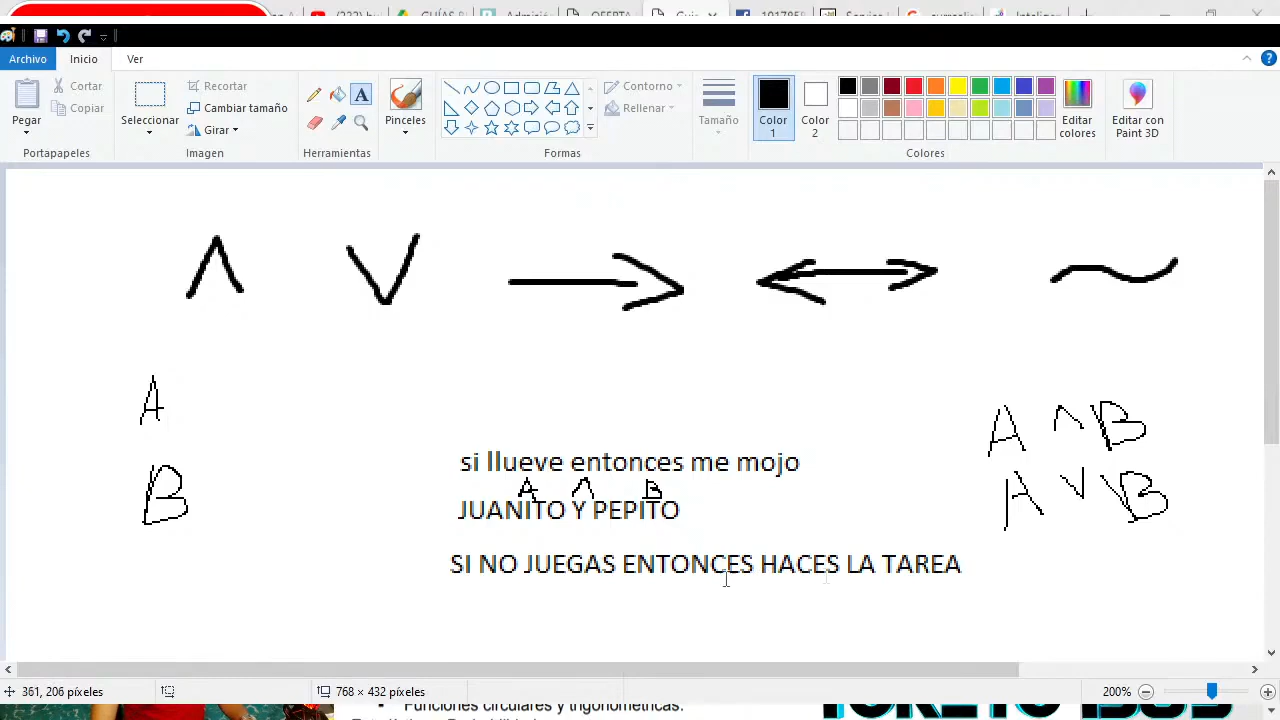 Archivo Inicio Ver
Pegar Cortar Copiar Seleccionar Recortar Cambiar tamaño Girar Pinceles Contorno Rellenar Tamaño Color 1 Color 2 Editar colores Editar con Paint 3D
Portapapeles Imagen Herramientas Formas Colores
∧ ∨ → ↔ ~
A
A ∧ B
si llueve entonces me mojo
B
A ∧ B
A ∨ B
JUANITO Y PEPITO
SI NO JUEGAS ENTONCES HACES LA TAREA
361, 206 píxeles 768 × 432 píxeles 200%
Funciones circulares y trigonométricas.